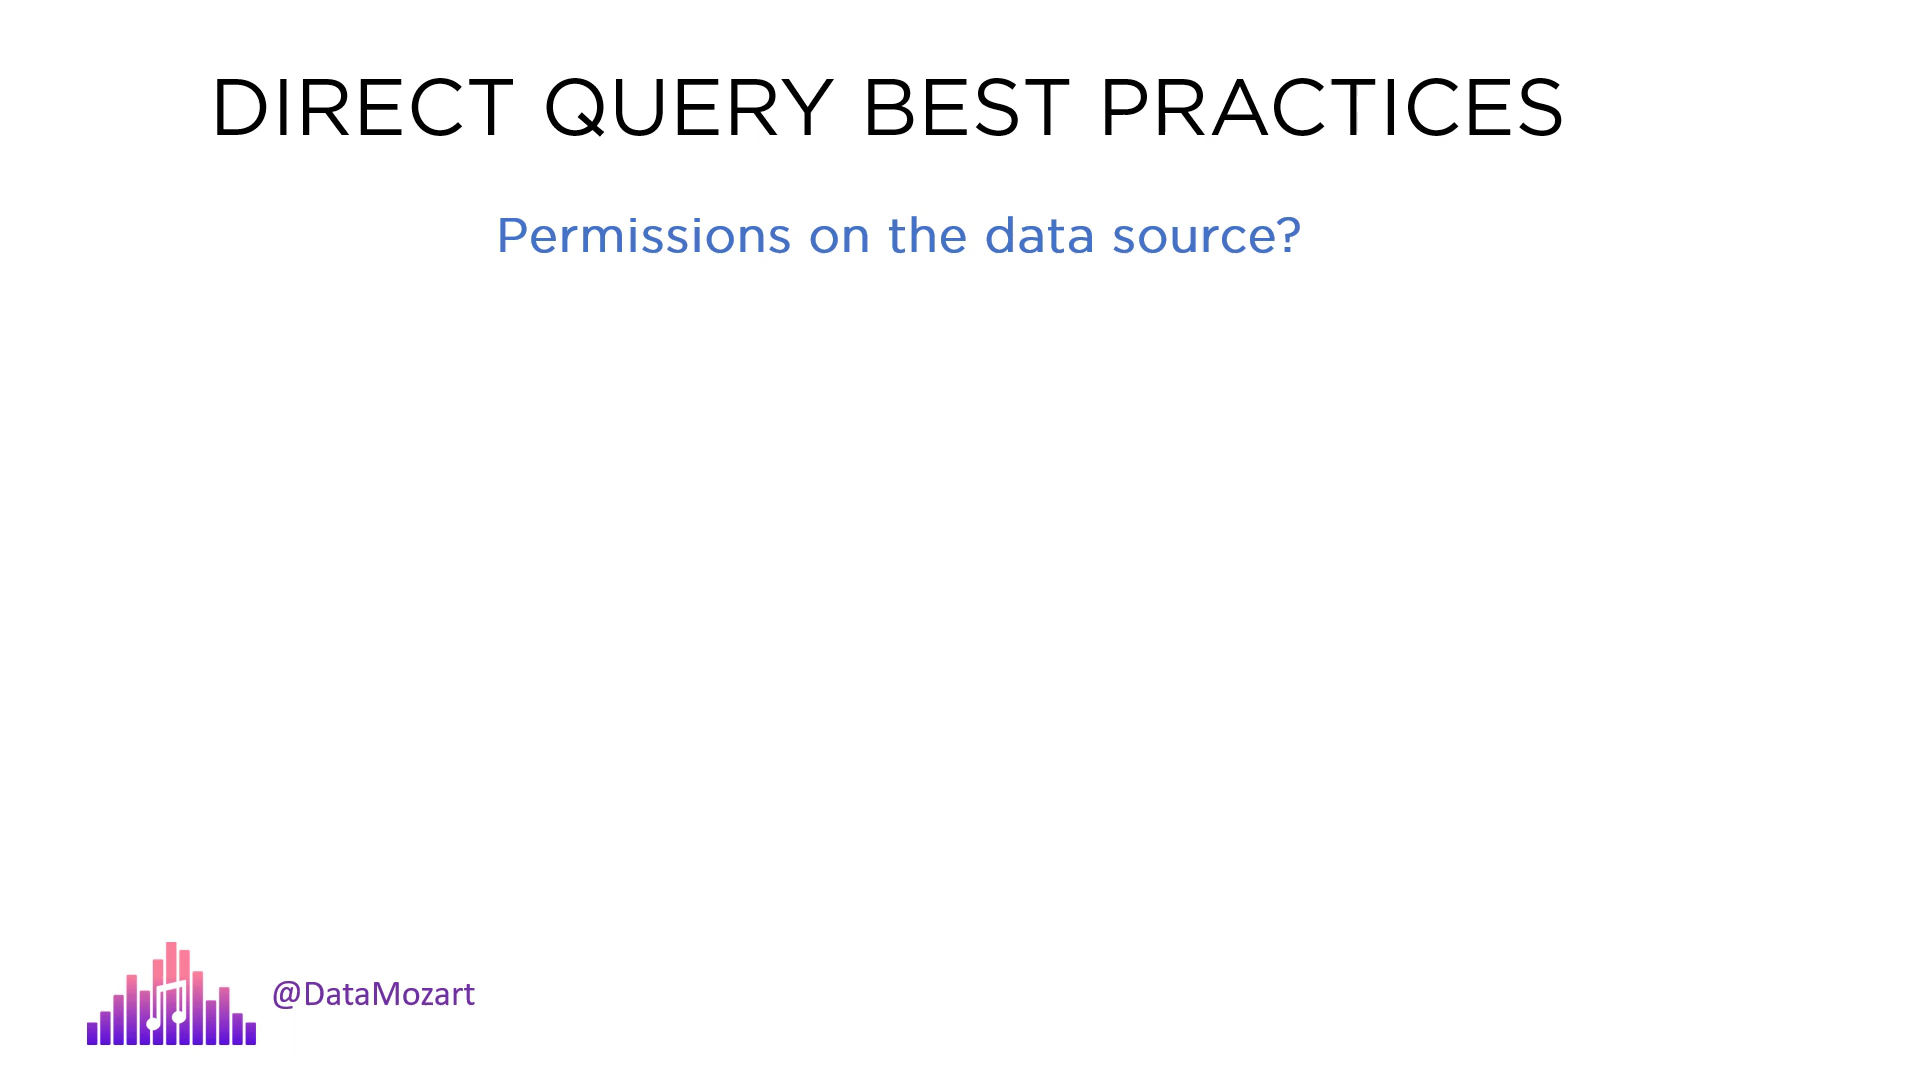 DIRECT QUERY BEST PRACTICES
Permissions on the data source?
@DataMozart